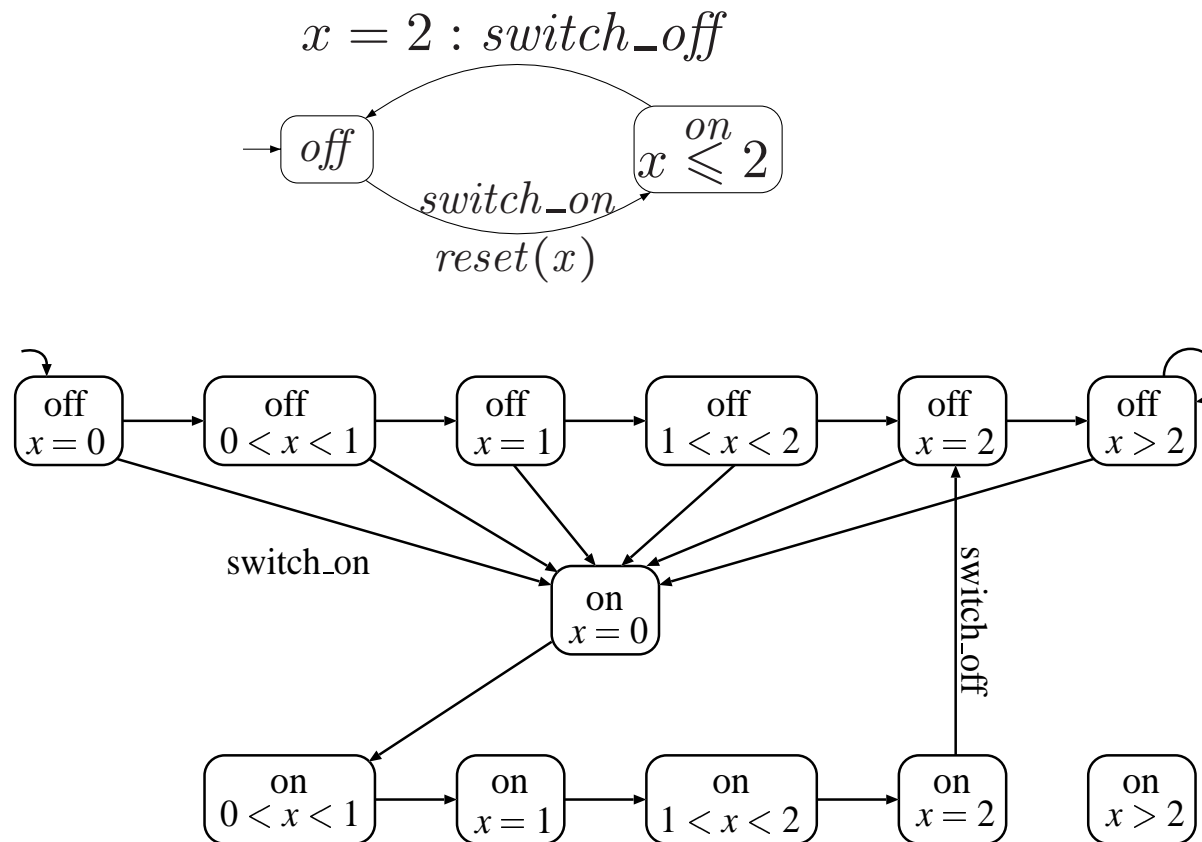 x = 2 : switch_off
off
on
x ⩽ 2
switch_on
reset(x)
off
x = 0
off
0 < x < 1
off
x = 1
off
1 < x < 2
off
x = 2
off
x > 2
switch_on
on
x = 0
switch_off
on
0 < x < 1
on
x = 1
on
1 < x < 2
on
x = 2
on
x > 2